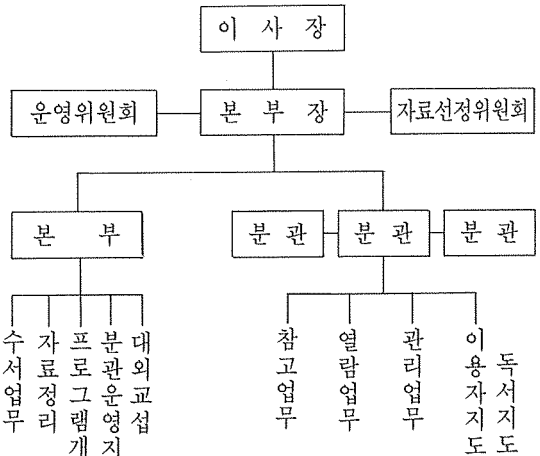 이 사 장
운영위원회
본 부 장
자료선정위원회
본 부
분 관
분 관
분 관
수서업무
자료정리
프로그램개
분관운영지
대외교섭
참고업무
열람업무
관리업무
이용자지도
독서지도